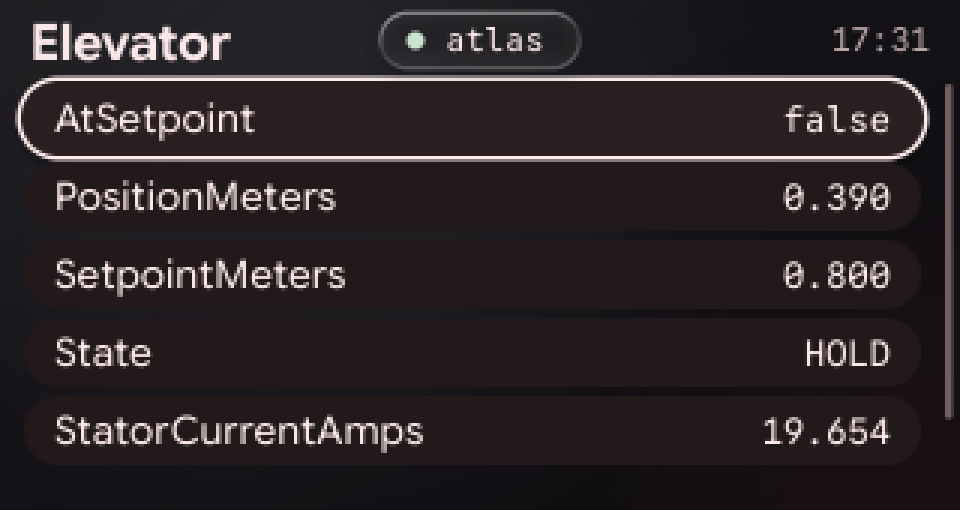 Elevator atlas 17:31
AtSetpoint false
PositionMeters 0.390
SetpointMeters 0.800
State HOLD
StatorCurrentAmps 19.654